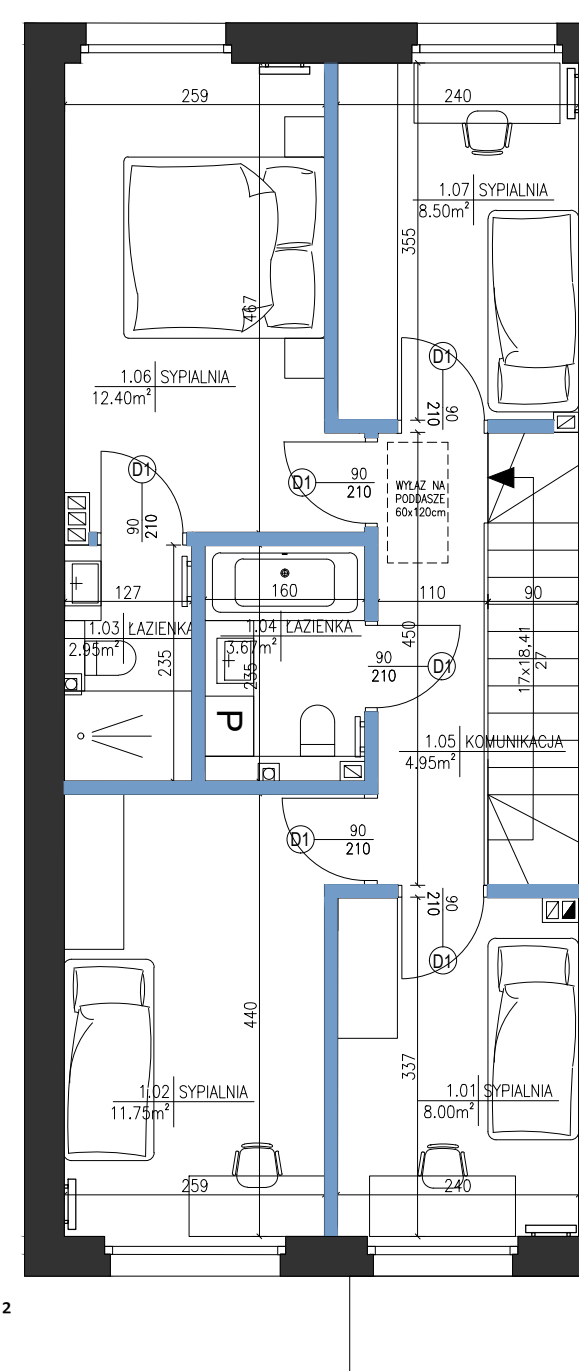 259
240
1.07 SYPIALNIA
8.50m²
355
467
1.06 SYPIALNIA
12.40m²
D1
90
210
D1
90
210
D1
90
210
WYŁAZ NA
PODDASZE
60x120cm
127
160
110
90
1.03 ŁAZIENKA
2.95m²
1.04 ŁAZIENKA
3.67m²
235
235
450
D1
90
210
17x18,41
27
P
1.05 KOMUNIKACJA
4.95m²
D1
90
210
D1
90
210
440
337
1.02 SYPIALNIA
11.75m²
1.01 SYPIALNIA
8.00m²
259
240
2